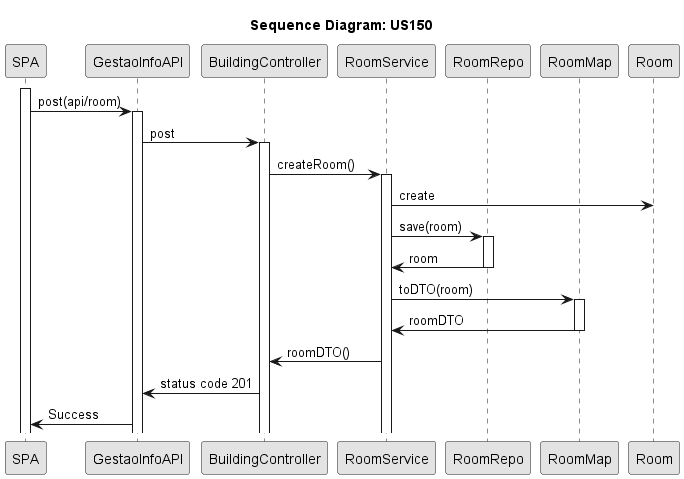 Sequence Diagram: US150
SPA GestaoInfoAPI BuildingController RoomService RoomRepo RoomMap Room
post(api/room)
post
createRoom()
create
save(room)
room
toDTO(room)
roomDTO
roomDTO()
status code 201
Success
SPA GestaoInfoAPI BuildingController RoomService RoomRepo RoomMap Room